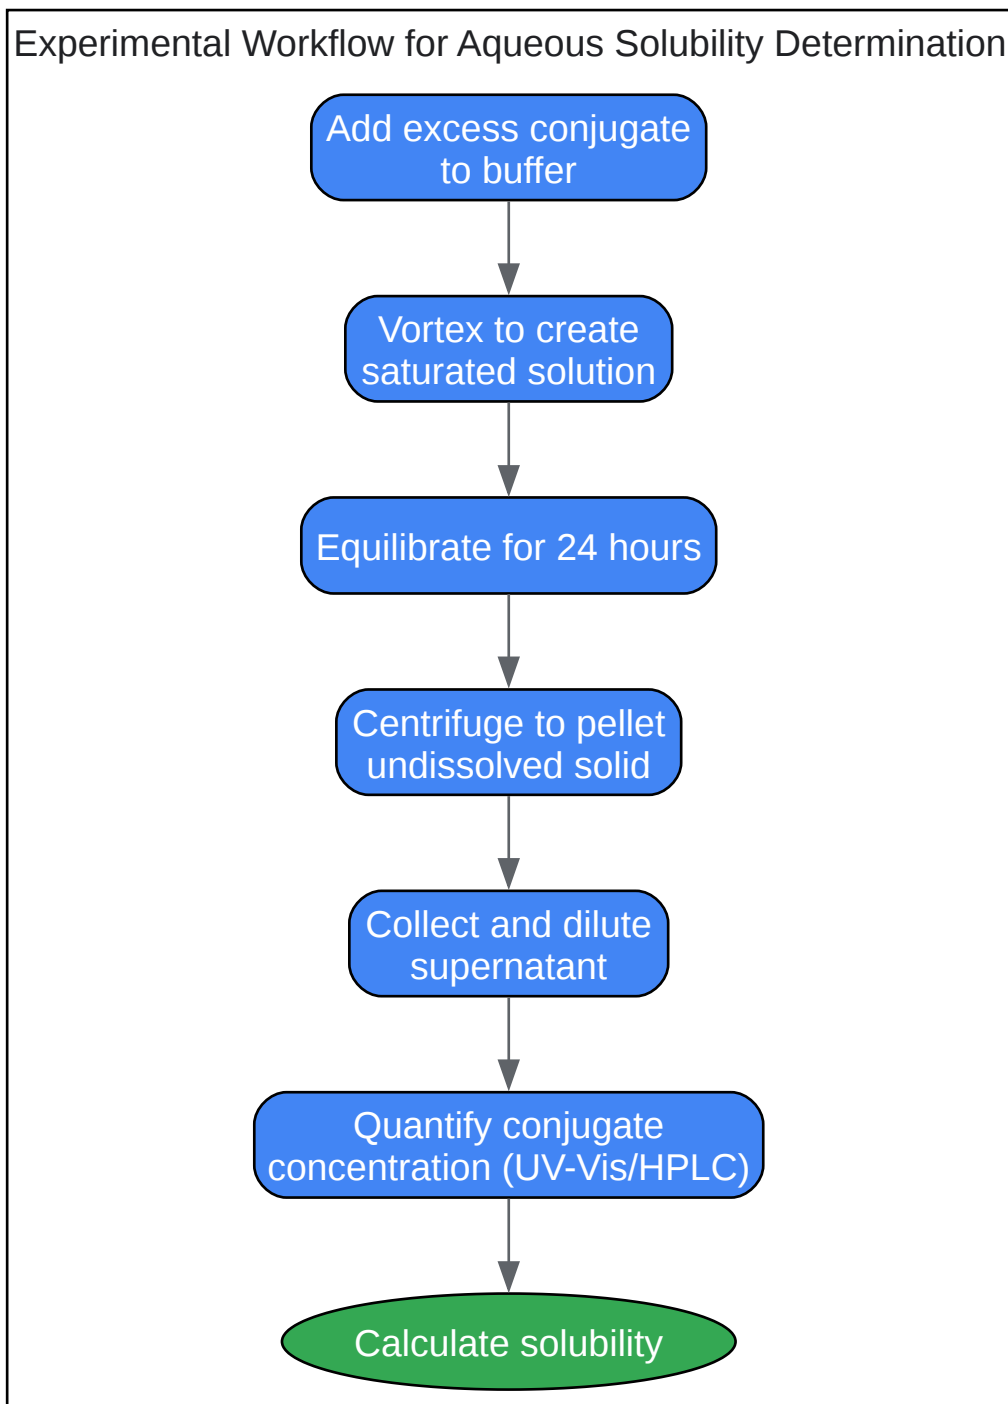 Experimental Workflow for Aqueous Solubility Determination
Add excess conjugate
to buffer
Vortex to create
saturated solution
Equilibrate for 24 hours
Centrifuge to pellet
undissolved solid
Collect and dilute
supernatant
Quantify conjugate
concentration (UV-Vis/HPLC)
Calculate solubility